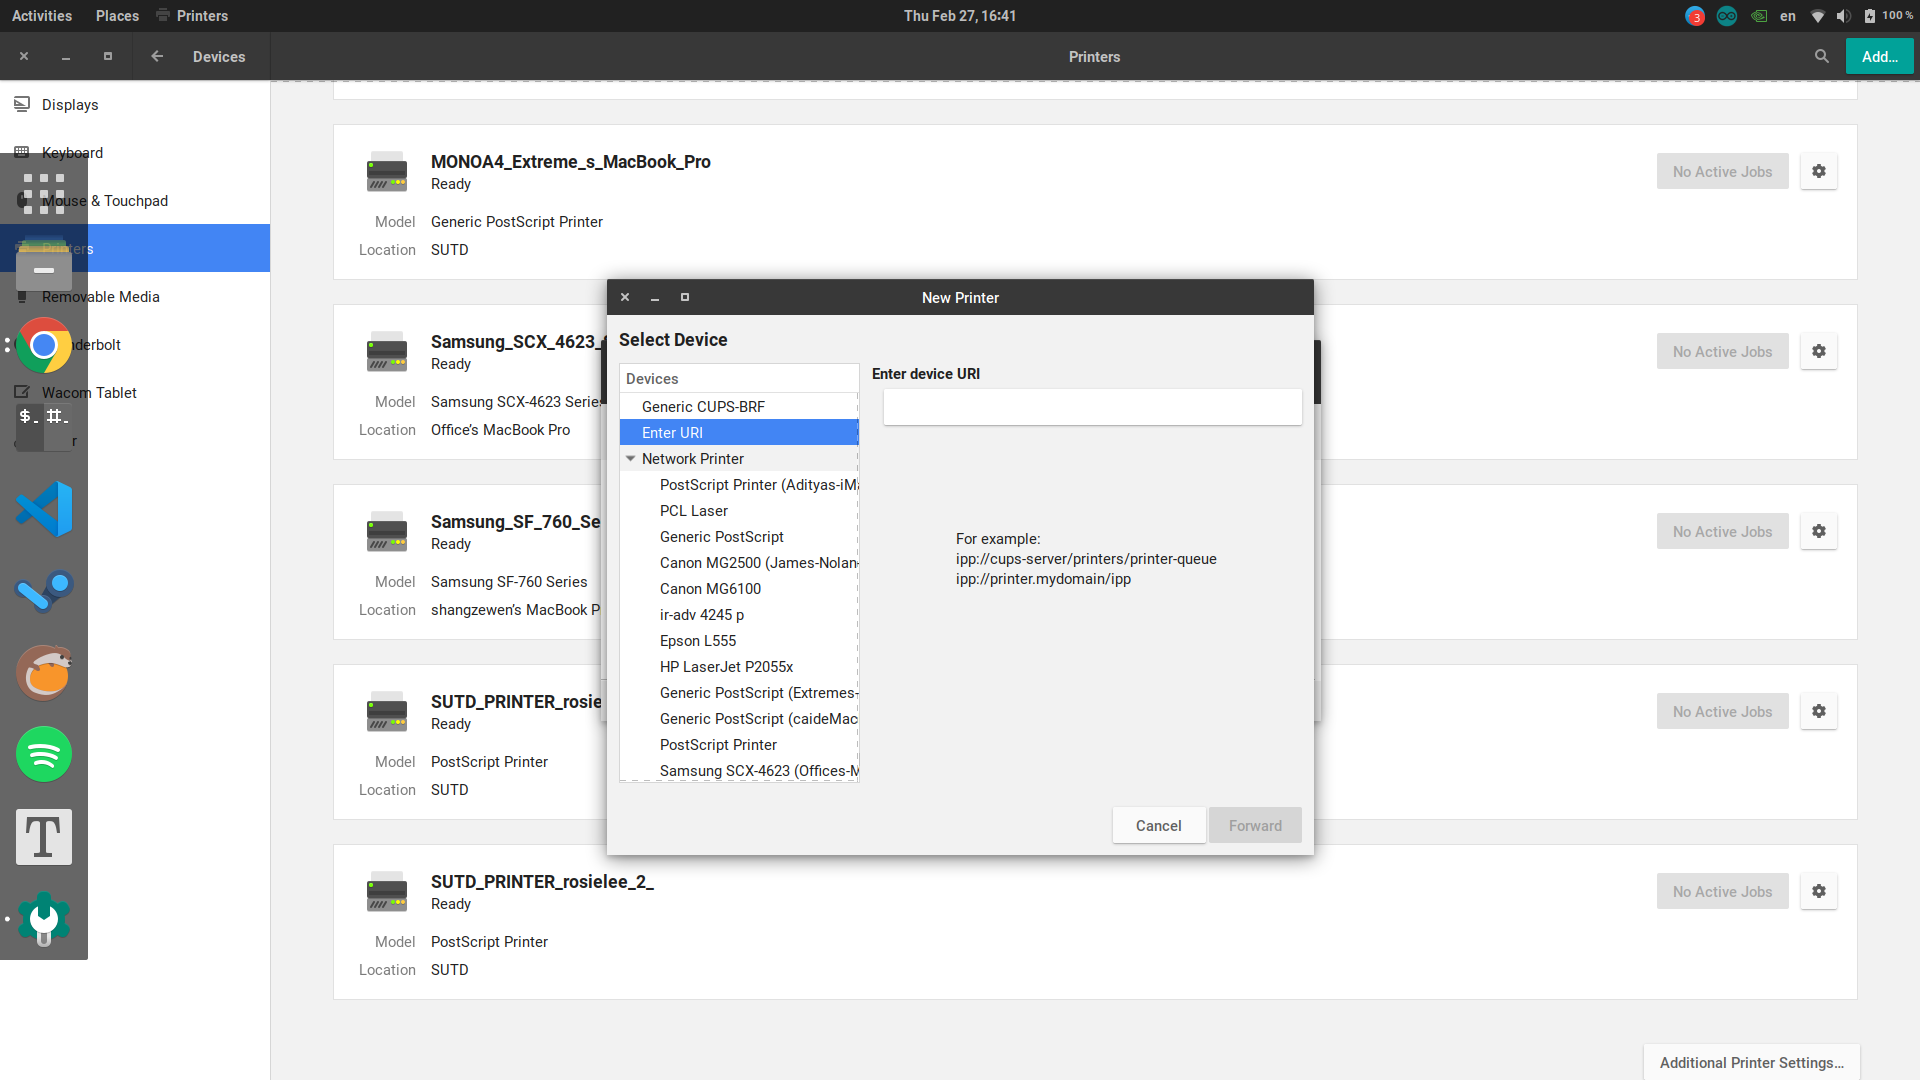 Activities Places Printers Thu Feb 27, 16:41 3 en 100 %
Devices Printers Add...
Displays
Keyboard
Mouse & Touchpad
Printers
Removable Media
nderbolt
Wacom Tablet
r
$_ #_
T
MONOA4_Extreme_s_MacBook_Pro
Ready
No Active Jobs
Model Generic PostScript Printer
Location SUTD
Samsung_SCX_4623_
Ready
No Active Jobs
Model Samsung SCX-4623 Serie
Location Office’s MacBook Pro
Samsung_SF_760_Se
Ready
No Active Jobs
Model Samsung SF-760 Series
Location shangzewen’s MacBook P
SUTD_PRINTER_rosie
Ready
No Active Jobs
Model PostScript Printer
Location SUTD
SUTD_PRINTER_rosielee_2_
Ready
No Active Jobs
Model PostScript Printer
Location SUTD
Additional Printer Settings...
New Printer
Select Device
Devices
Generic CUPS-BRF
Enter URI
Network Printer
PostScript Printer (Adityas-iMa
PCL Laser
Generic PostScript
Canon MG2500 (James-Nolan-
Canon MG6100
ir-adv 4245 p
Epson L555
HP LaserJet P2055x
Generic PostScript (Extremes-
Generic PostScript (caideMac
PostScript Printer
Samsung SCX-4623 (Offices-M
Enter device URI
For example:
ipp://cups-server/printers/printer-queue
ipp://printer.mydomain/ipp
Cancel Forward